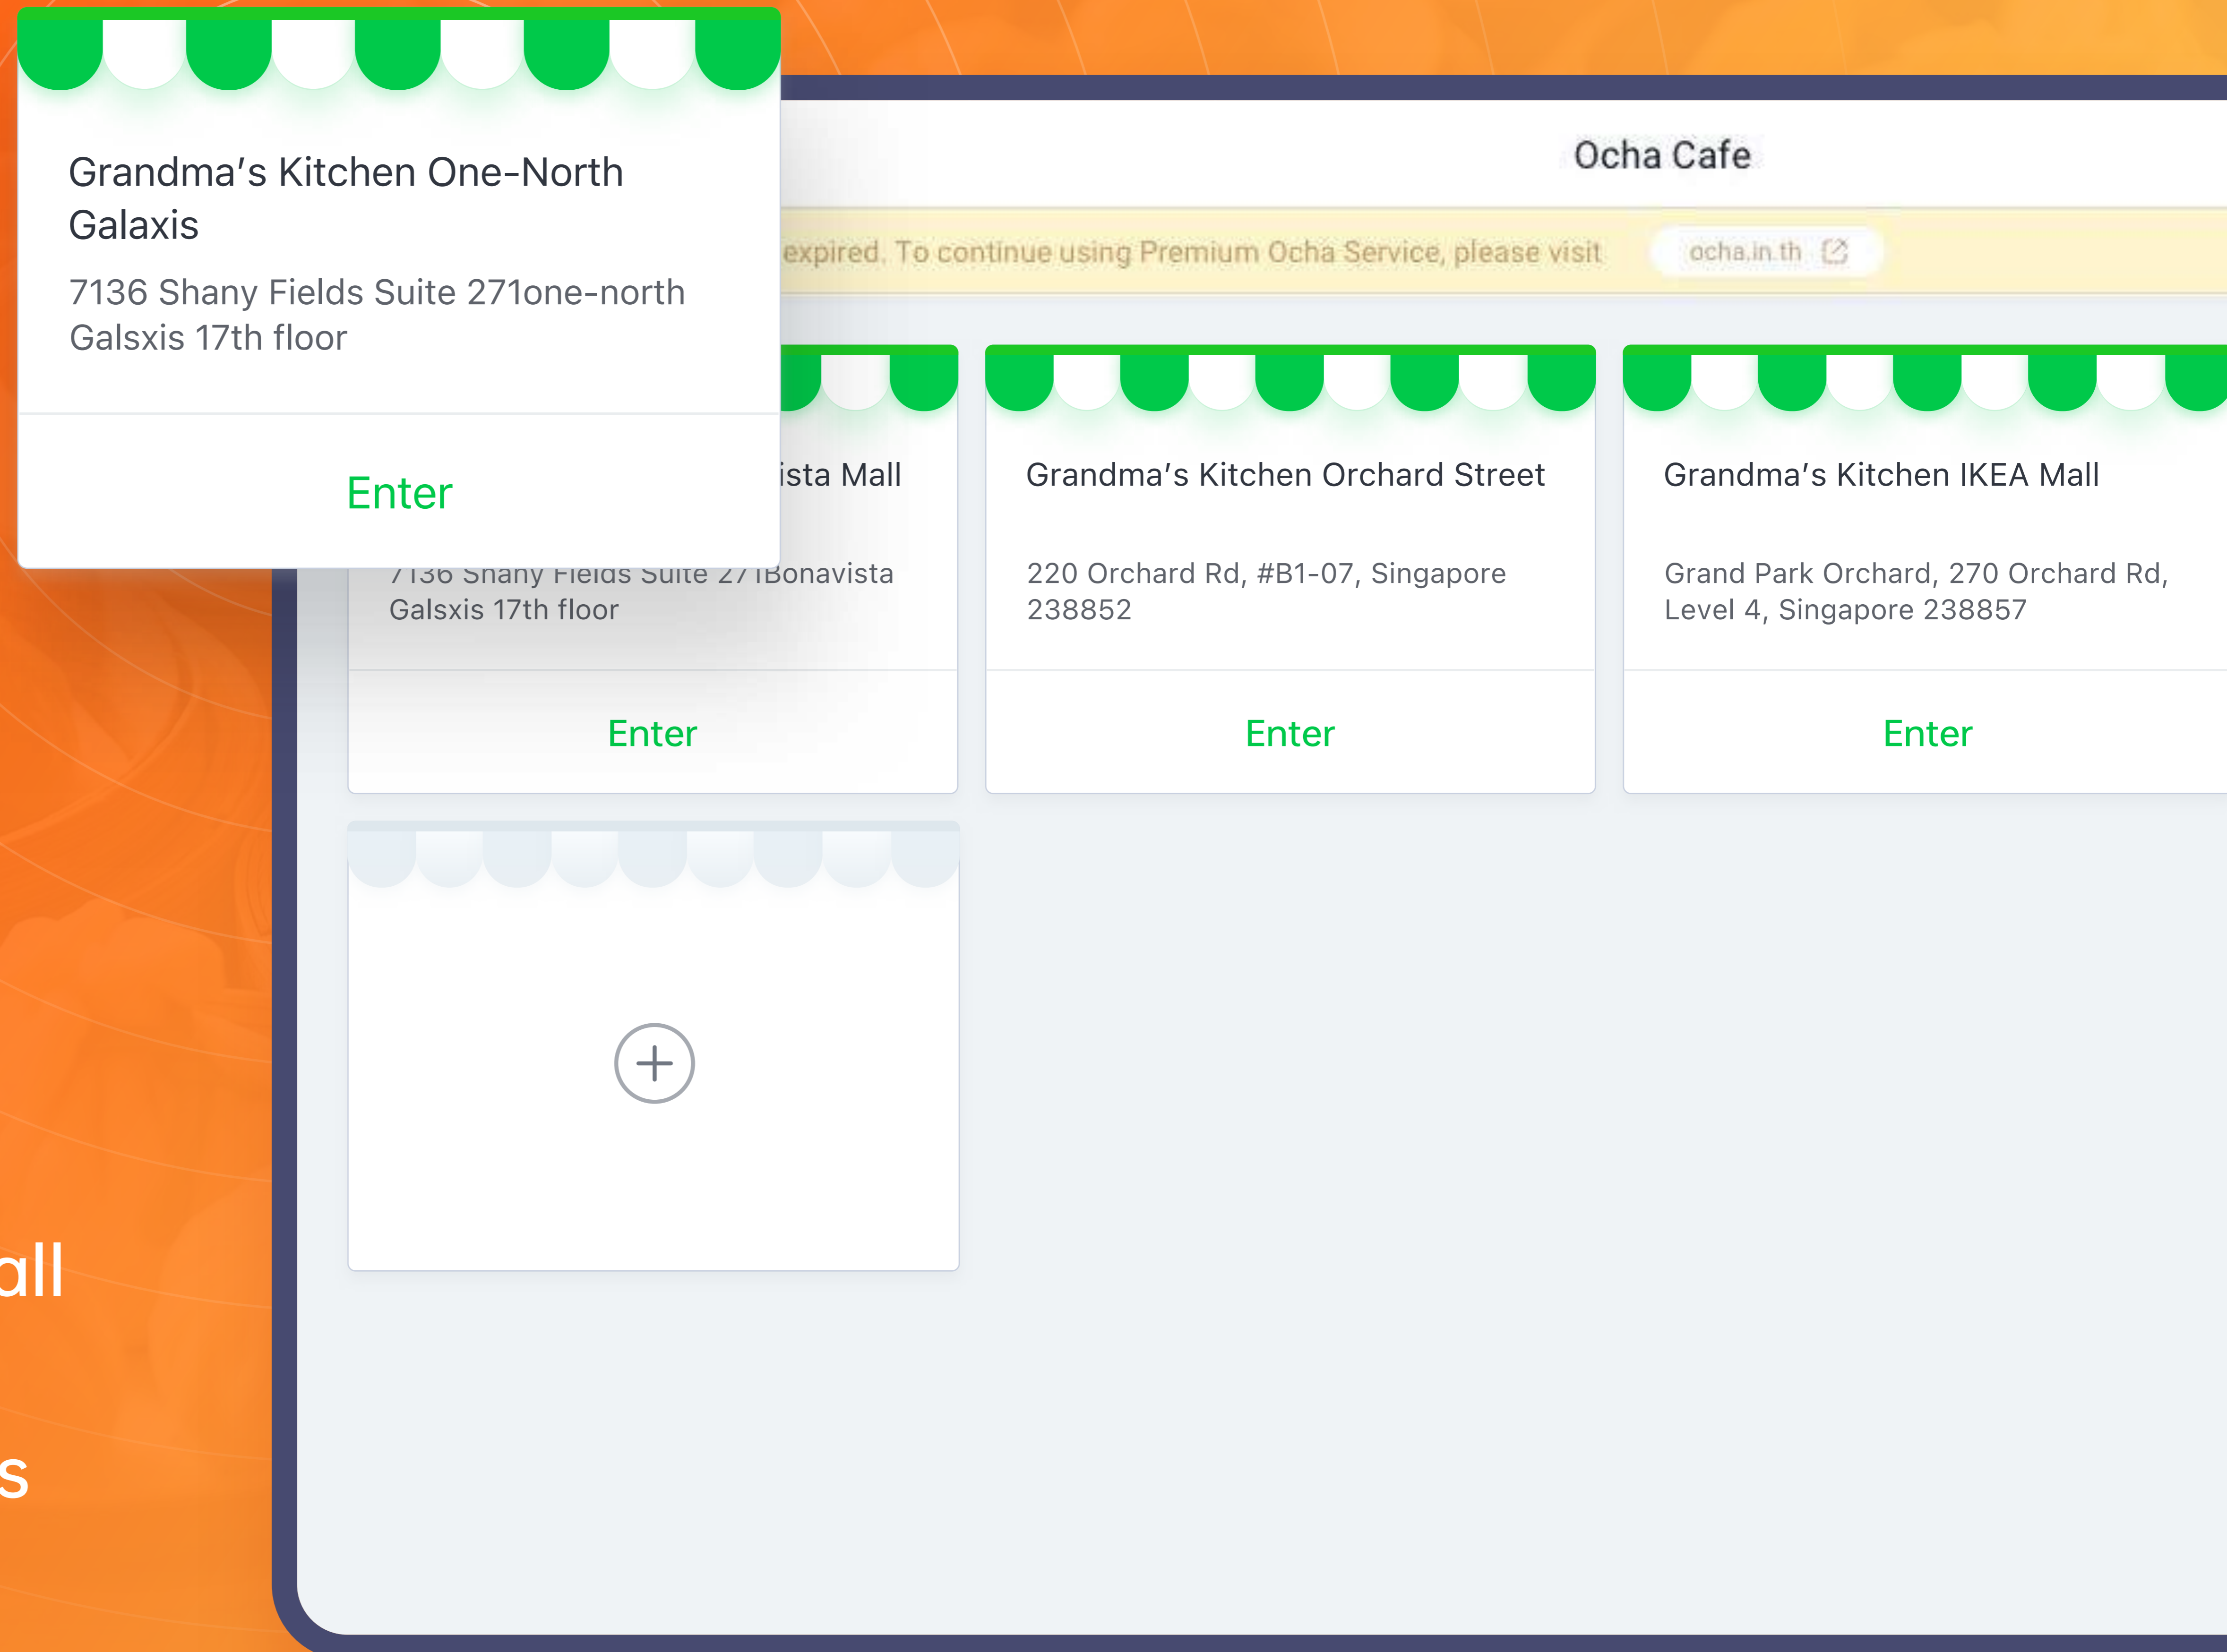 Grandma’s Kitchen One-North
Galaxis
7136 Shany Fields Suite 271one-north
Galsxis 17th floor
Enter
Ocha Cafe
expired. To continue using Premium Ocha Service, please visit
ocha.in.th
ista Mall
7136 Shany Fields Suite 271Bonavista
Galsxis 17th floor
Enter
Grandma’s Kitchen Orchard Street
220 Orchard Rd, #B1-07, Singapore
238852
Enter
Grandma’s Kitchen IKEA Mall
Grand Park Orchard, 270 Orchard Rd,
Level 4, Singapore 238857
Enter
all
s